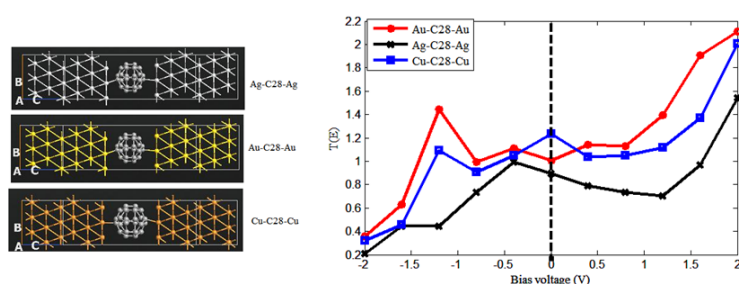 B
A C
Ag-C28-Ag
B
A C
Au-C28-Au
B
A C
Cu-C28-Cu
Au-C28-Au
Ag-C28-Ag
Cu-C28-Cu
T(E)
2.2
2
1.8
1.6
1.4
1.2
1
0.8
0.6
0.4
0.2
-2 -1.5 -1 -0.5 0 0.5 1 1.5 2
Bias voltage (V)